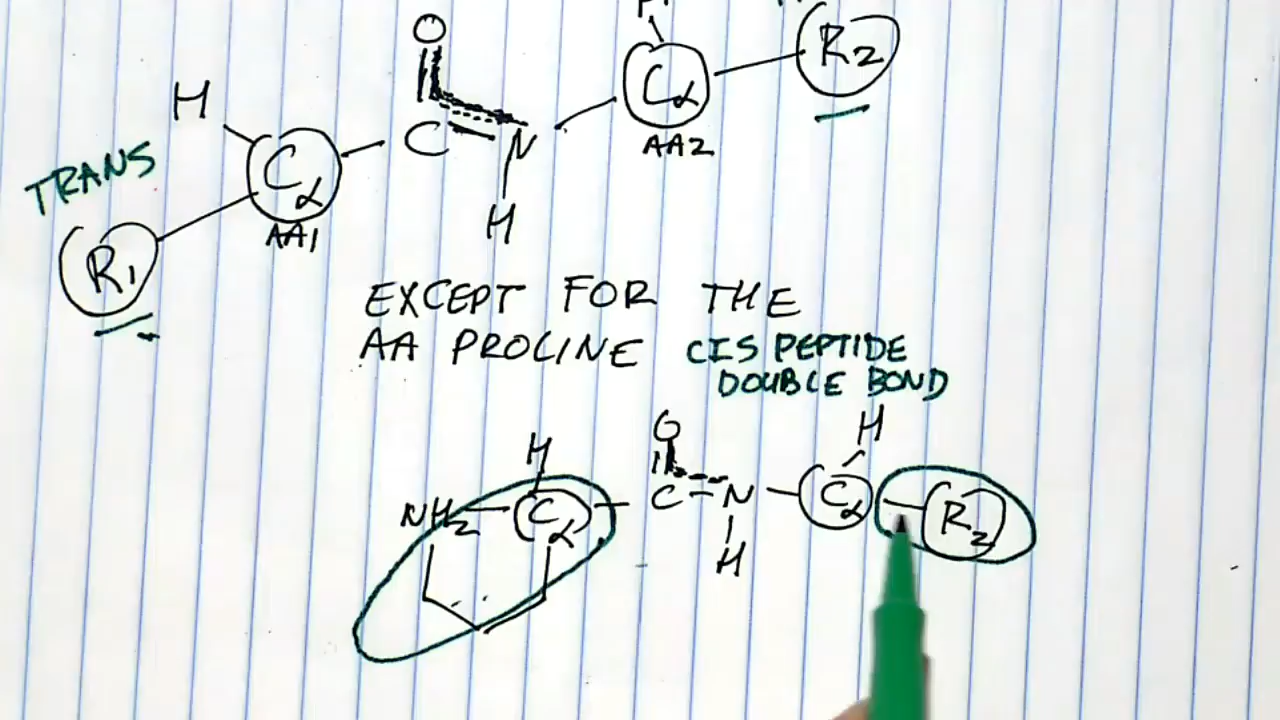 O
H
R2
H
Cα
C
N
AA2
TRANS
Cα
AA1
H
R1
EXCEPT FOR THE
AA PROLINE CIS PEPTIDE
DOUBLE BOND
H
O
H
NH2
Cα
C
N
Cα
R2
H